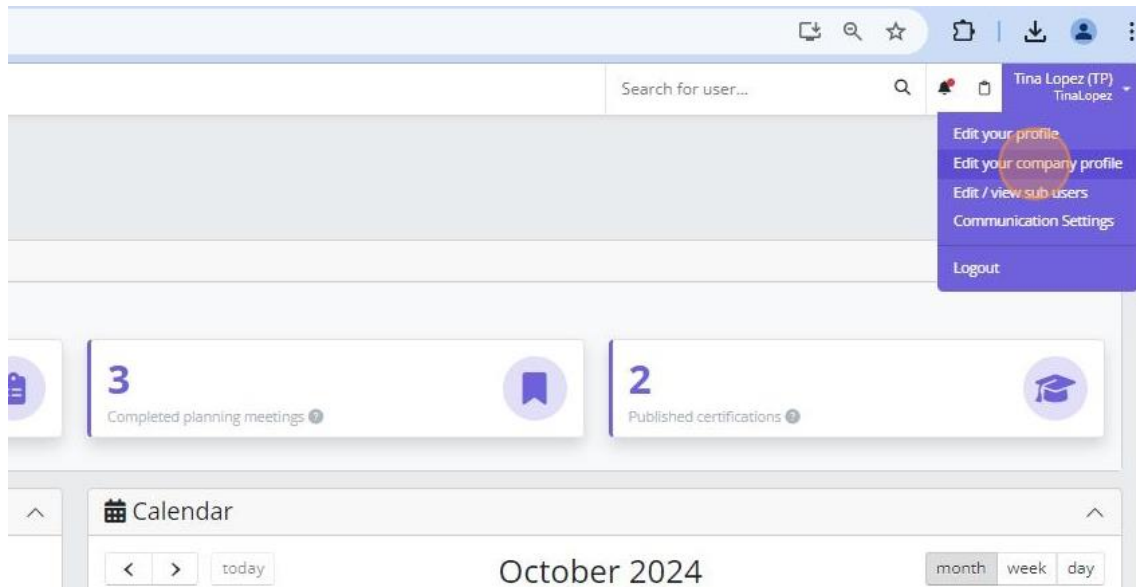 Search for user...
Tina Lopez (TP)
TinaLopez
Edit your profile
Edit your company profile
Edit / view sub users
Communication Settings
Logout
3
Completed planning meetings
2
Published certifications
Calendar
today
October 2024
month week day